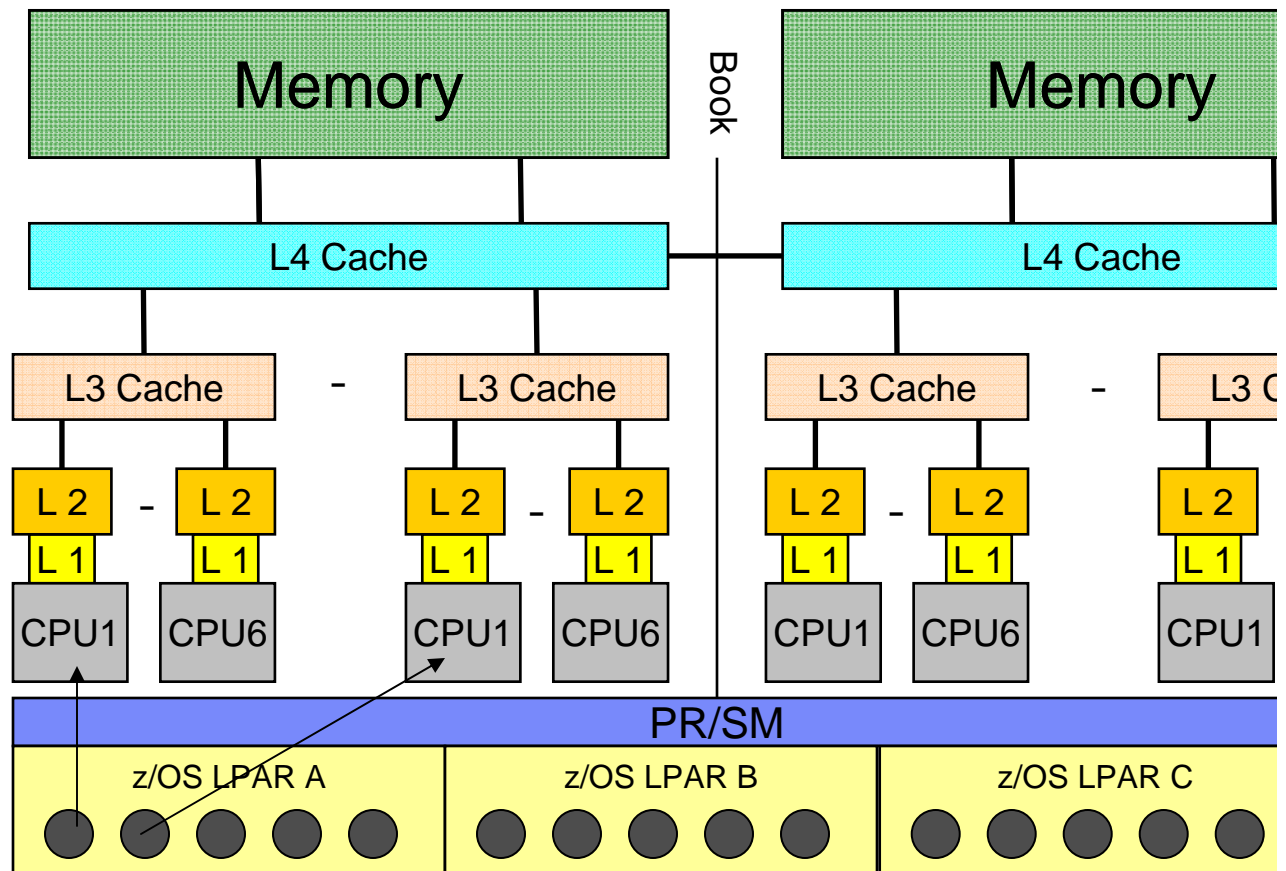 Memory
Book
Memory
L4 Cache
L4 Cache
L3 Cache
-
L3 Cache
L3 Cache
-
L3 C
L 2
-
L 2
L 2
-
L 2
L 2
-
L 2
L 2
L 1
L 1
L 1
L 1
L 1
L 1
L 1
CPU1
CPU6
CPU1
CPU6
CPU1
CPU6
CPU1
PR/SM
z/OS LPAR A
z/OS LPAR B
z/OS LPAR C